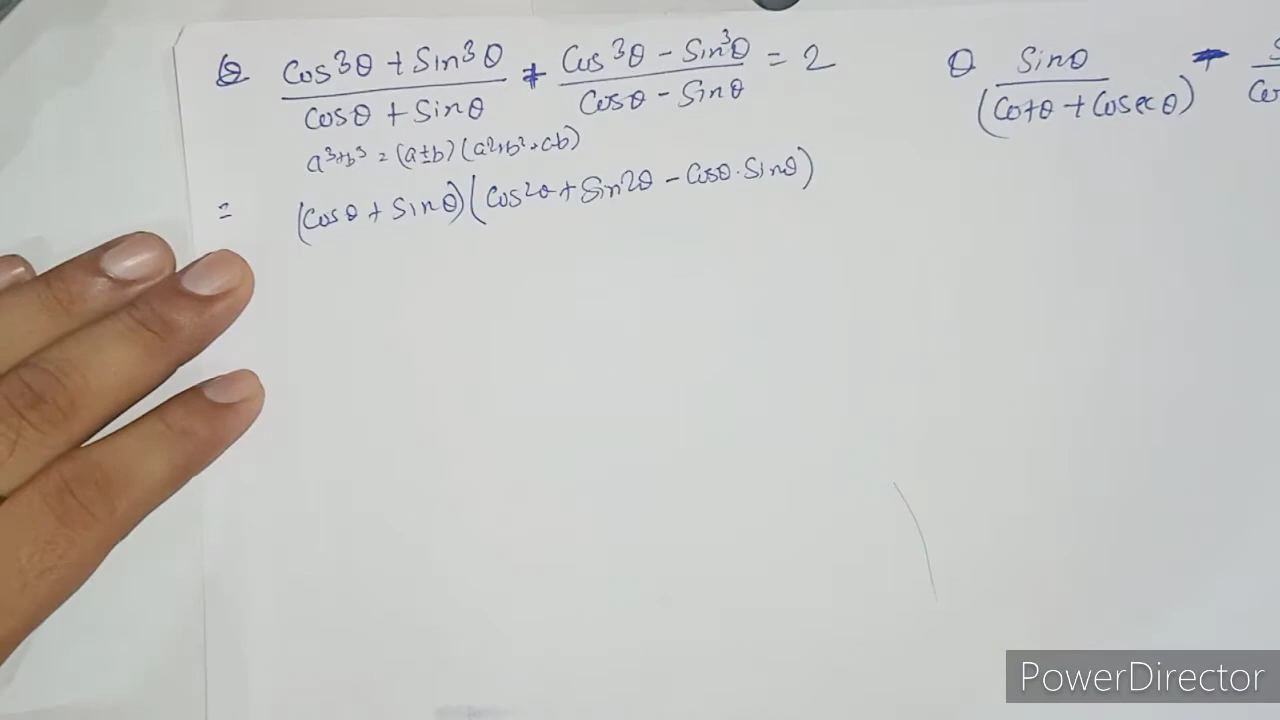 Q (Cos³θ + Sin³θ)/(Cosθ + Sinθ) + (Cos³θ - Sin³θ)/(Cosθ - Sinθ) = 2
a³±b³ = (a±b)(a²+b²∓ab)
= (Cosθ + Sinθ)(Cos²θ + Sin²θ - Cosθ·Sinθ)
Q Sinθ/(Cotθ + Cosecθ)
PowerDirector